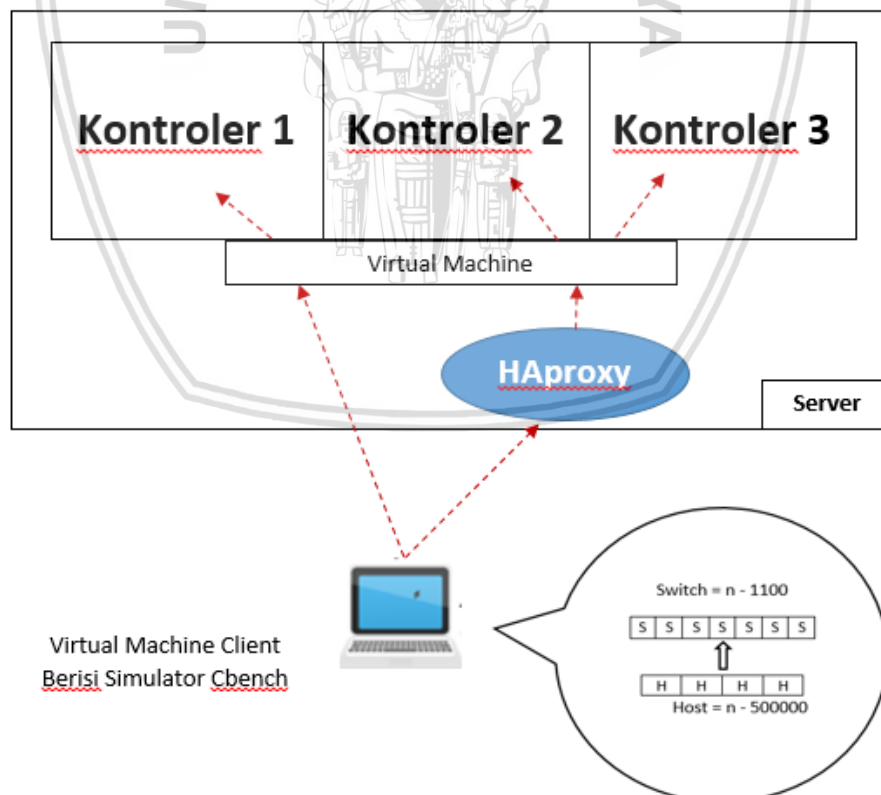 Kontroler 1
Kontroler 2
Kontroler 3
Virtual Machine
HAproxy
Server
Virtual Machine Client
Berisi Simulator Cbench
Switch = n - 1100
S S S S S S S
H H H H
Host = n - 500000